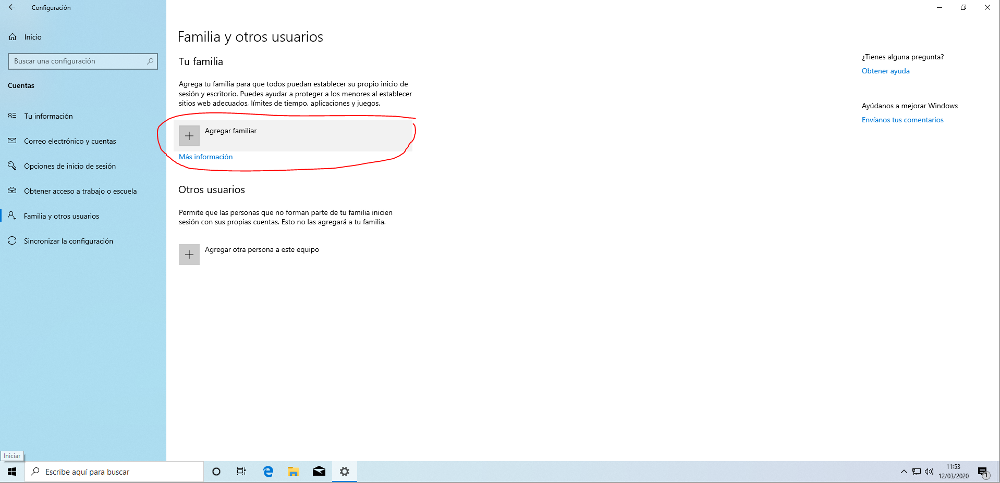 Configuración
Inicio
Buscar una configuración
Cuentas
Tu información
Correo electrónico y cuentas
Opciones de inicio de sesión
Obtener acceso a trabajo o escuela
Familia y otros usuarios
Sincronizar la configuración
Familia y otros usuarios
Tu familia
Agrega tu familia para que todos puedan establecer su propio inicio de
sesión y escritorio. Puedes ayudar a proteger a los menores al establecer
sitios web adecuados, límites de tiempo, aplicaciones y juegos.
Agregar familiar
Más información
Otros usuarios
Permite que las personas que no forman parte de tu familia inicien
sesión con sus propias cuentas. Esto no las agregará a tu familia.
Agregar otra persona a este equipo
¿Tienes alguna pregunta?
Obtener ayuda
Ayúdanos a mejorar Windows
Envíanos tus comentarios
Iniciar
Escribe aquí para buscar
11:53
12/03/2020
1